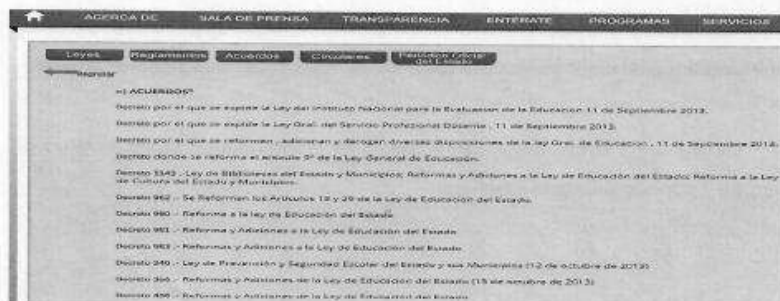 ACERCA DE SALA DE PRENSA TRANSPARENCIA ENTÉRATE PROGRAMAS SERVICIOS
Leyes Reglamentos Acuerdos Circulares Periódico Oficial
del Estado
Regresar
ACUERDOS
Decreto por el que se expide la Ley del Instituto Nacional para la Evaluación de la Educación 11 de Septiembre 2013.
Decreto por el que se expide la Ley Gral. del Servicio Profesional Docente , 11 de Septiembre 2013.
Decreto por el que se reforman , adicionan y derogan diversas disposiciones de la ley Gral. de Educación , 11 de Septiembre 2013.
Decreto donde se reforma el artículo 9º de la Ley General de Educación.
Decreto .- Ley de Bibliotecas del Estado y Municipios; Reformas y Adiciones a la Ley de Educación del Estado; Reforma a la Ley
de Cultura del Estado y Municipios.
Decreto 962 .- Se Reforman los Artículos 18 y 29 de la Ley de Educación del Estado.
Decreto 960 .- Reforma a la ley de Educación del Estado
Decreto 961 .- Reforma y Adiciones a la Ley de Educación del Estado
Decreto 963 .- Reformas y Adiciones a la Ley de Educación del Estado
Decreto 340 .- Ley de Prevención y Seguridad Escolar del Estado y sus Municipios (12 de octubre de 2013)
Decreto .- Reformas y Adiciones de la Ley de Educación del Estado (15 de octubre de 2013)
Decreto .- Reformas y Adiciones de la Ley de Educación del Estado